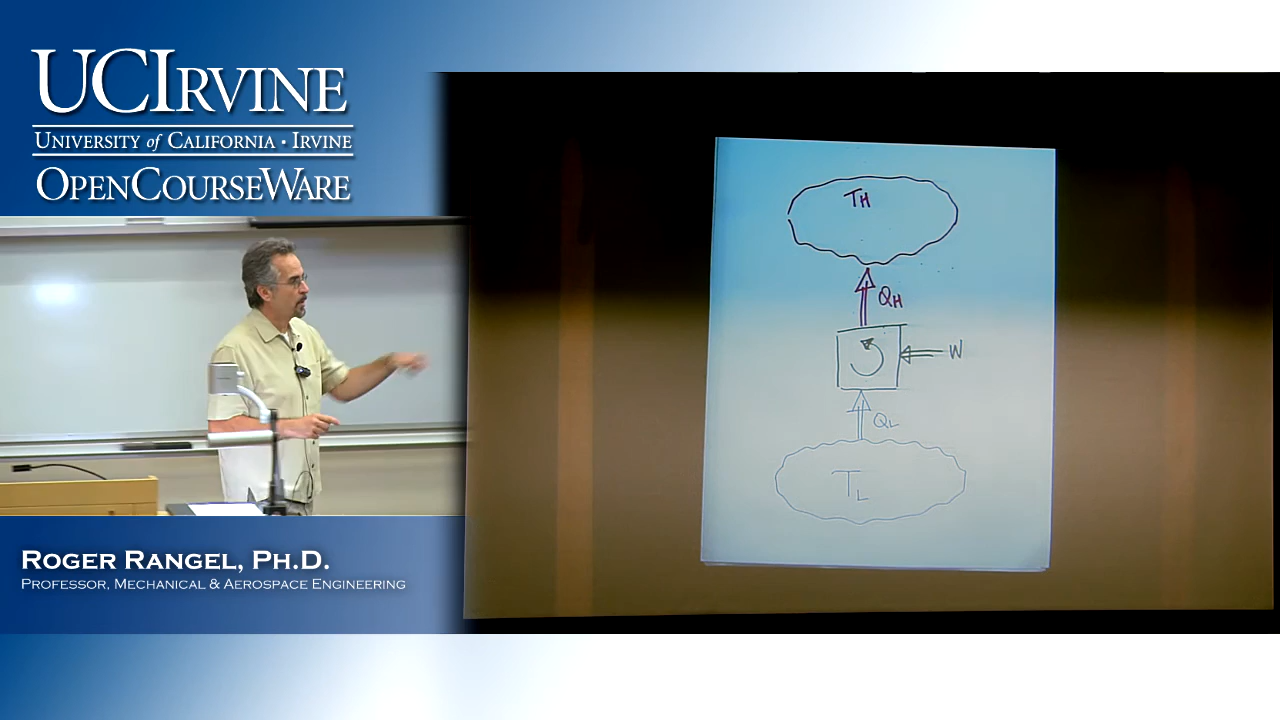 UCIRVINE
UNIVERSITY of CALIFORNIA • IRVINE
OPENCOURSEWARE
TH
QH
W
QL
TL
ROGER RANGEL, PH.D.
PROFESSOR, MECHANICAL & AEROSPACE ENGINEERING